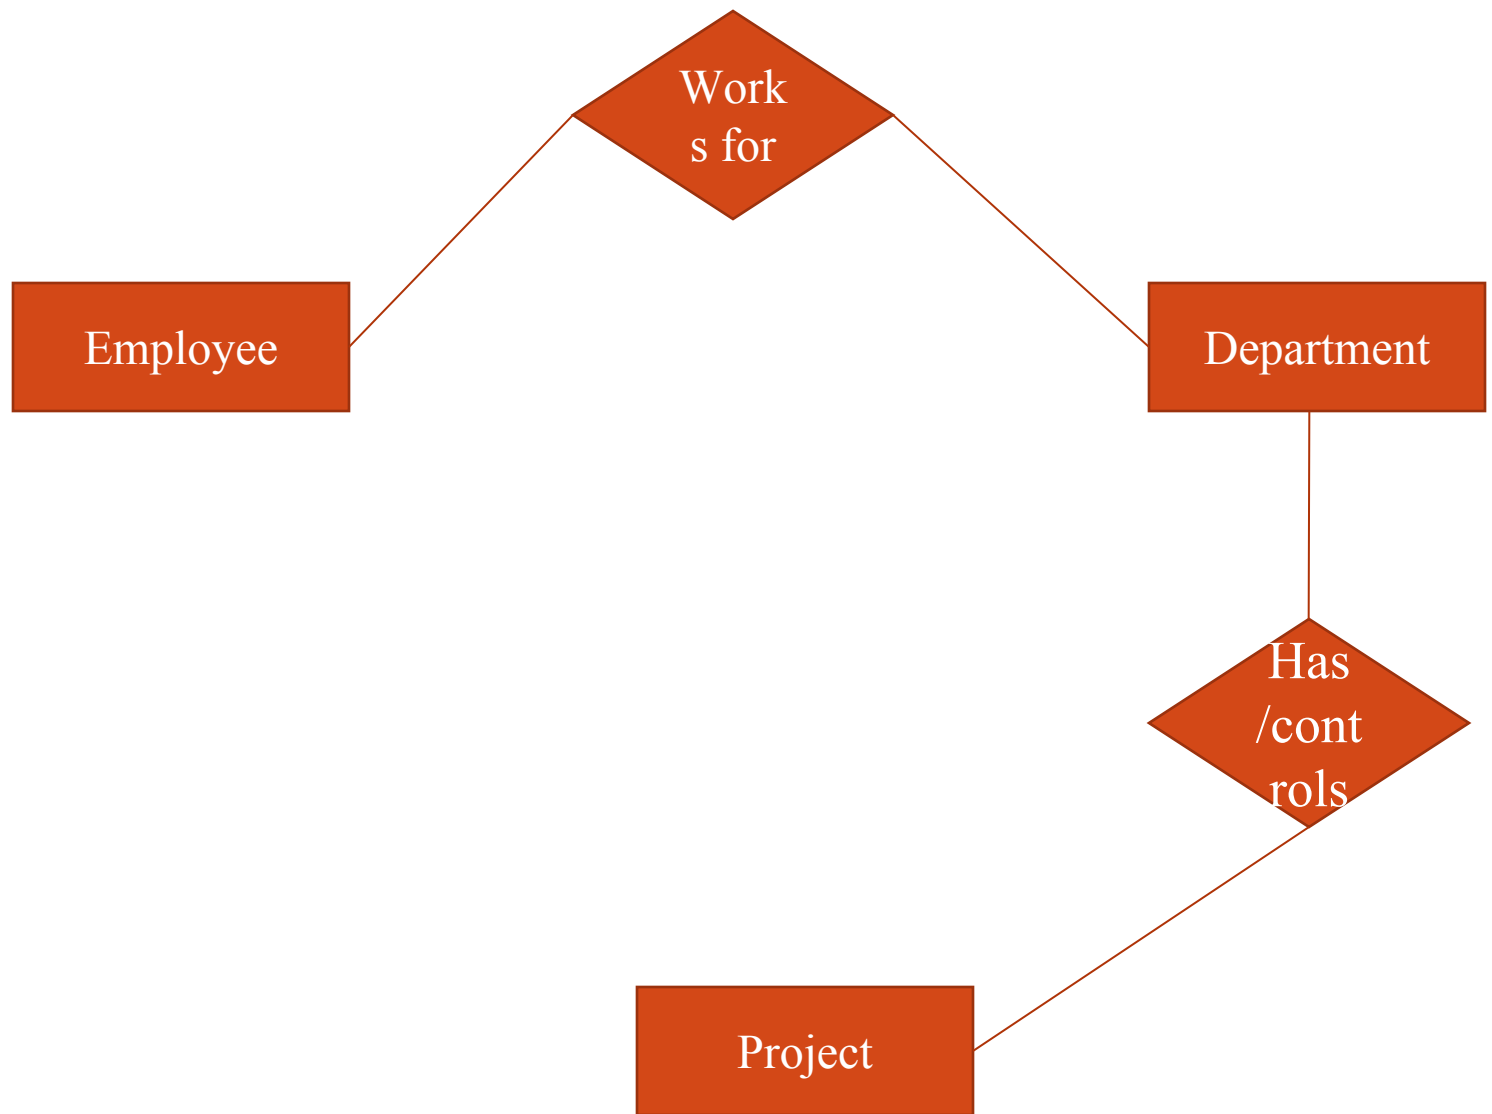 Work
s for
Employee
Department
Has
/cont
rols
Project